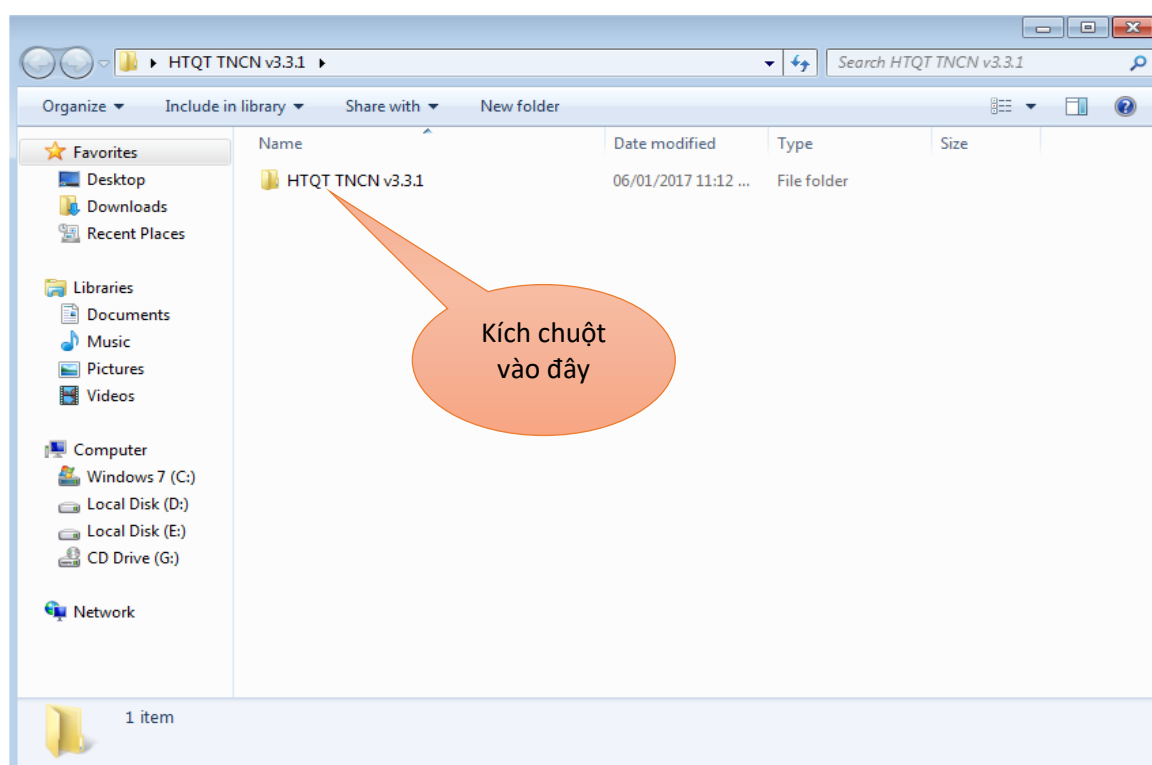 HTQT TNCN v3.3.1
Search HTQT TNCN v3.3.1
Organize Include in library Share with New folder
Name Date modified Type Size
HTQT TNCN v3.3.1 06/01/2017 11:12 ... File folder
Favorites
Desktop
Downloads
Recent Places
Libraries
Documents
Music
Pictures
Videos
Computer
Windows 7 (C:)
Local Disk (D:)
Local Disk (E:)
CD Drive (G:)
Network
Kích chuột
vào đây
1 item